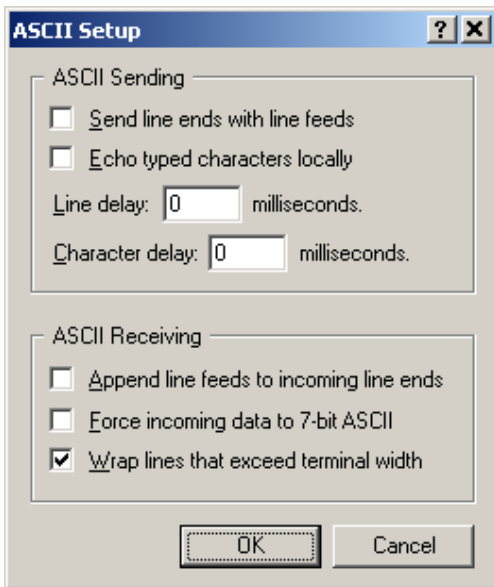 ASCII Setup
ASCII Sending
Send line ends with line feeds
Echo typed characters locally
Line delay: 0 milliseconds.
Character delay: 0 milliseconds.
ASCII Receiving
Append line feeds to incoming line ends
Force incoming data to 7-bit ASCII
Wrap lines that exceed terminal width
OK Cancel